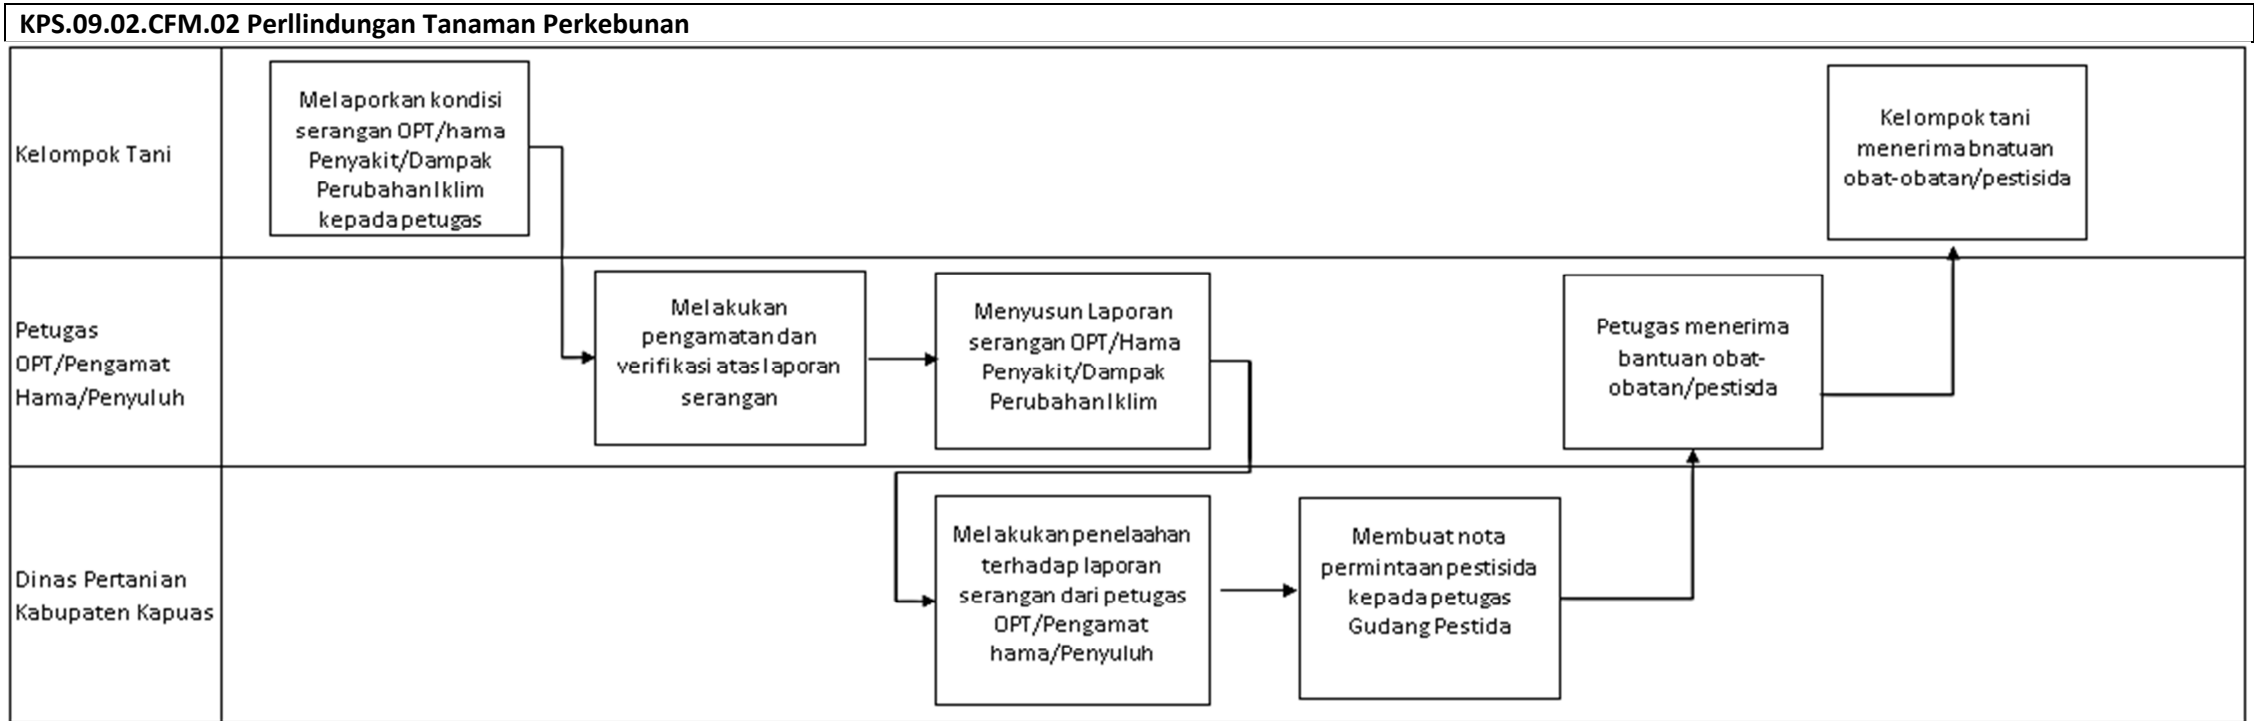 KPS.09.02.CFM.02 Perllindungan Tanaman Perkebunan
Kelompok Tani
Melaporkan kondisi
serangan OPT/hama
Penyakit/Dampak
Perubahan Iklim
kepada petugas
Kelompok tani
menerima bnatuan
obat-obatan/pestisida
Petugas
OPT/Pengamat
Hama/Penyuluh
Melakukan
pengamatan dan
verifikasi atas laporan
serangan
Menyusun Laporan
serangan OPT/Hama
Penyakit/Dampak
Perubahan Iklim
Petugas menerima
bantuan obat-
obatan/pestisda
Dinas Pertanian
Kabupaten Kapuas
Melakukan penelaahan
terhadap laporan
serangan dari petugas
OPT/Pengamat
hama/Penyuluh
Membuat nota
permintaan pestisida
kepada petugas
Gudang Pestida